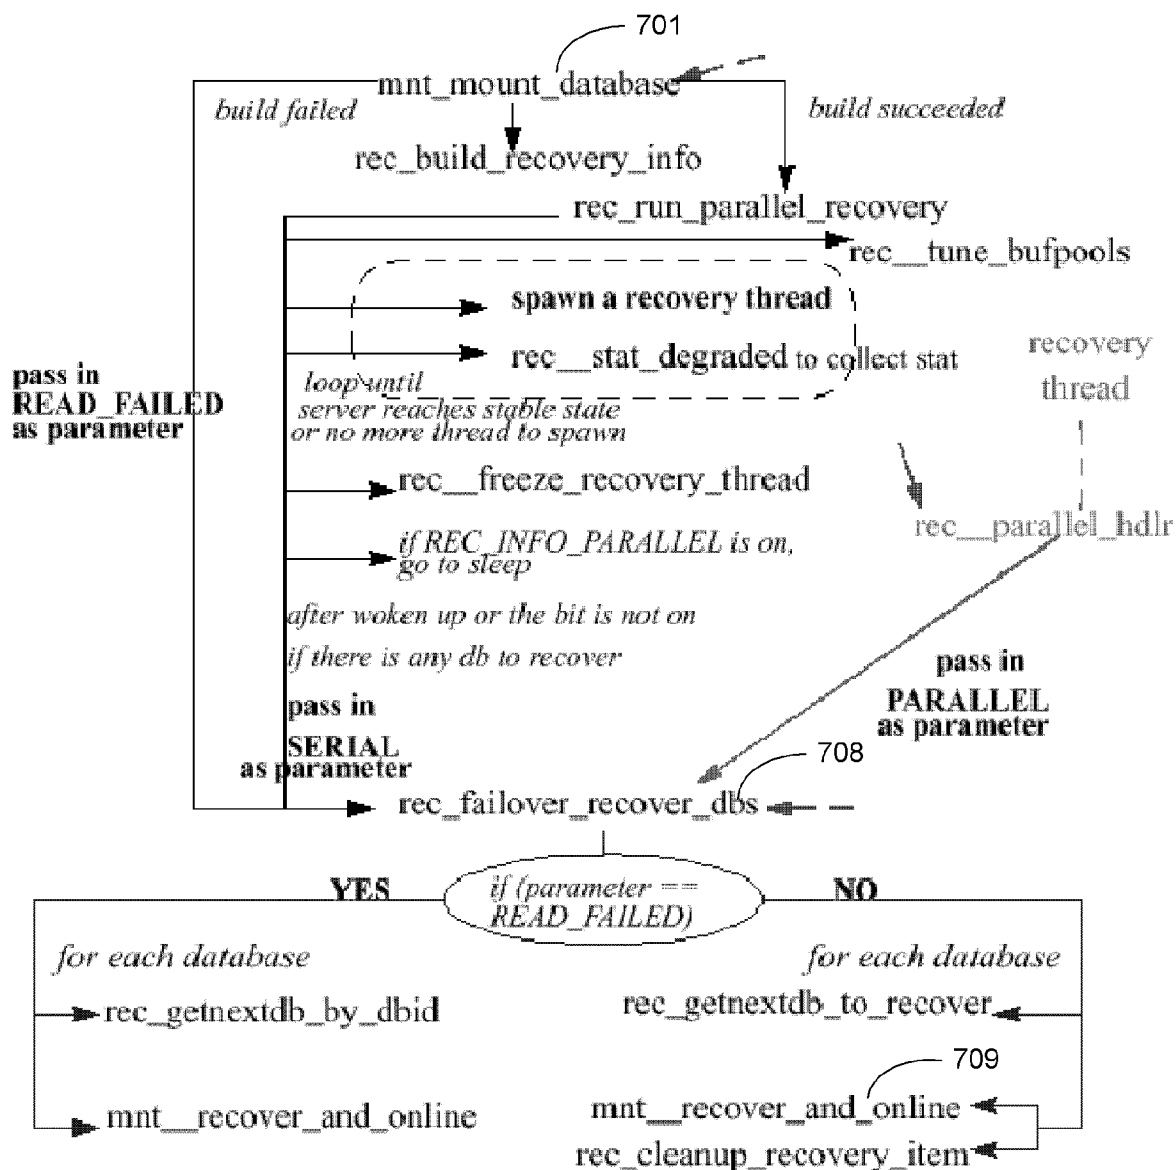 701
mnt_mount_database
build failed
build succeeded
rec_build_recovery_info
rec_run_parallel_recovery
rec__tune_bufpools
spawn a recovery thread
rec__stat_degraded to collect stat
recovery
thread
pass in
READ_FAILED
as parameter
loop until
server reaches stable state
or no more thread to spawn
rec__freeze_recovery_thread
rec__parallel_hdlr
if REC_INFO_PARALLEL is on,
go to sleep
after woken up or the bit is not on
if there is any db to recover
pass in
PARALLEL
as parameter
pass in
SERIAL
as parameter
708
rec_failover_recover_dbs
YES
if (parameter ==
READ_FAILED)
NO
for each database
for each database
rec_getnextdb_by_dbid
rec_getnextdb_to_recover
709
mnt__recover_and_online
mnt__recover_and_online
rec_cleanup_recovery_item